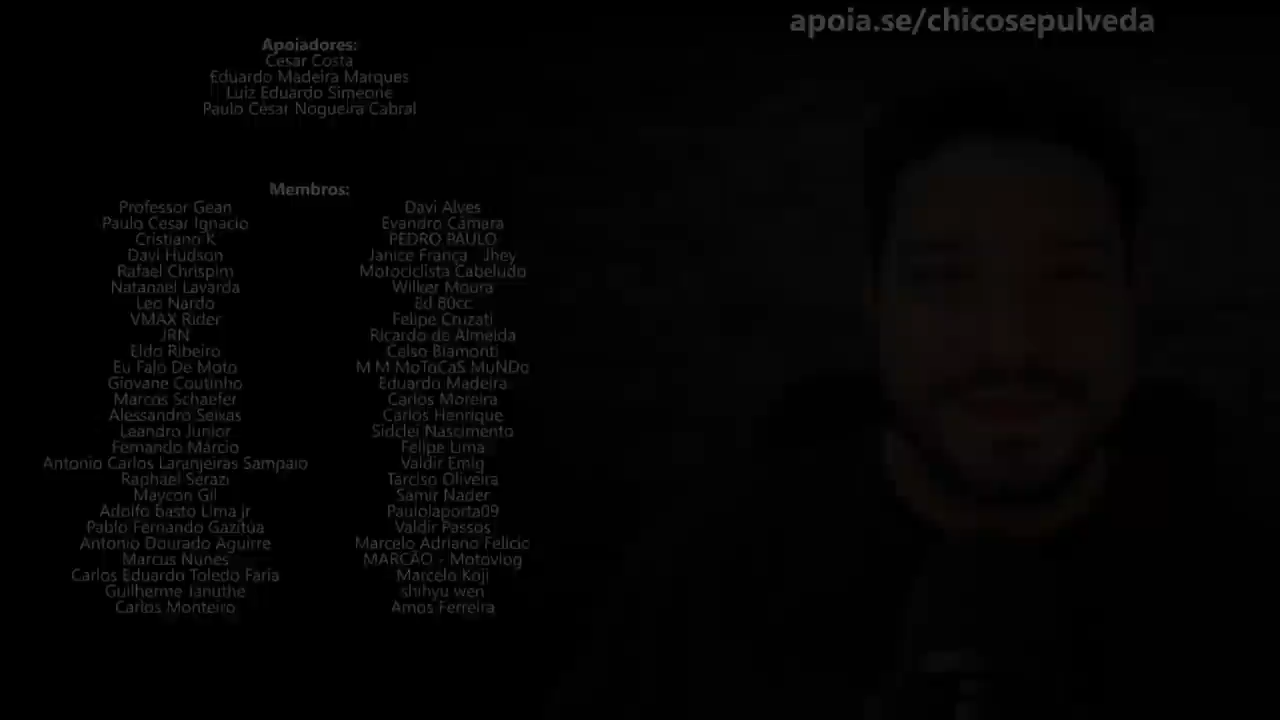 apoia.se/chicosepulveda
Apoiadores:
Cesar Costa
Eduardo Madeira Marques
Luiz Eduardo Simeone
Paulo César Nogueira Cabral
Membros:
Professor Gean
Paulo Cesar Ignacio
Cristiano K
Davi Hudson
Rafael Chrispim
Natanael Lavarda
Leo Nardo
VMAX Rider
JRN
Eldo Ribeiro
Eu Falo De Moto
Giovane Coutinho
Marcos Schaefer
Alessandro Seixas
Leandro Junior
Fernando Márcio
Antonio Carlos Laranjeiras Sampaio
Raphael Serazi
Maycon Gil
Adolfo Basto Lima jr
Pablo Fernando Gazitúa
Antonio Dourado Aguirre
Marcus Nunes
Carlos Eduardo Toledo Faria
Guilherme Ianuthe
Carlos Monteiro
Davi Alves
Evandro Câmara
PEDRO PAULO
Janice França - Jhey
Motociclista Cabeludo
Wilker Moura
Ed 80cc
Felipe Cruzati
Ricardo de Almeida
Celso Biamonti
M M MoToCaS MuNDo
Eduardo Madeira
Carlos Moreira
Carlos Henrique
Sidclei Nascimento
Felipe Lima
Valdir Emig
Tarciso Oliveira
Samir Nader
Paulolaporta09
Valdir Passos
Marcelo Adriano Felicio
MARCÃO - Motovlog
Marcelo Koji
shihyu wen
Amos Ferreira